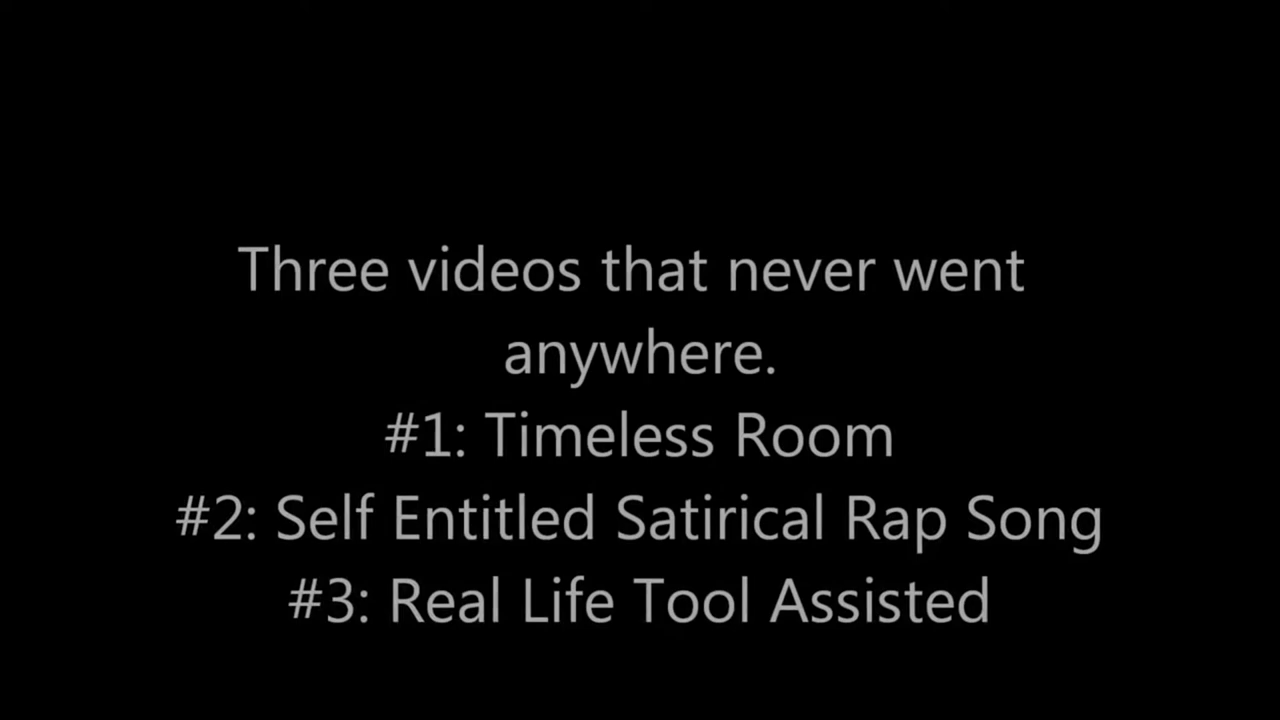 Three videos that never went
anywhere.
#1: Timeless Room
#2: Self Entitled Satirical Rap Song
#3: Real Life Tool Assisted